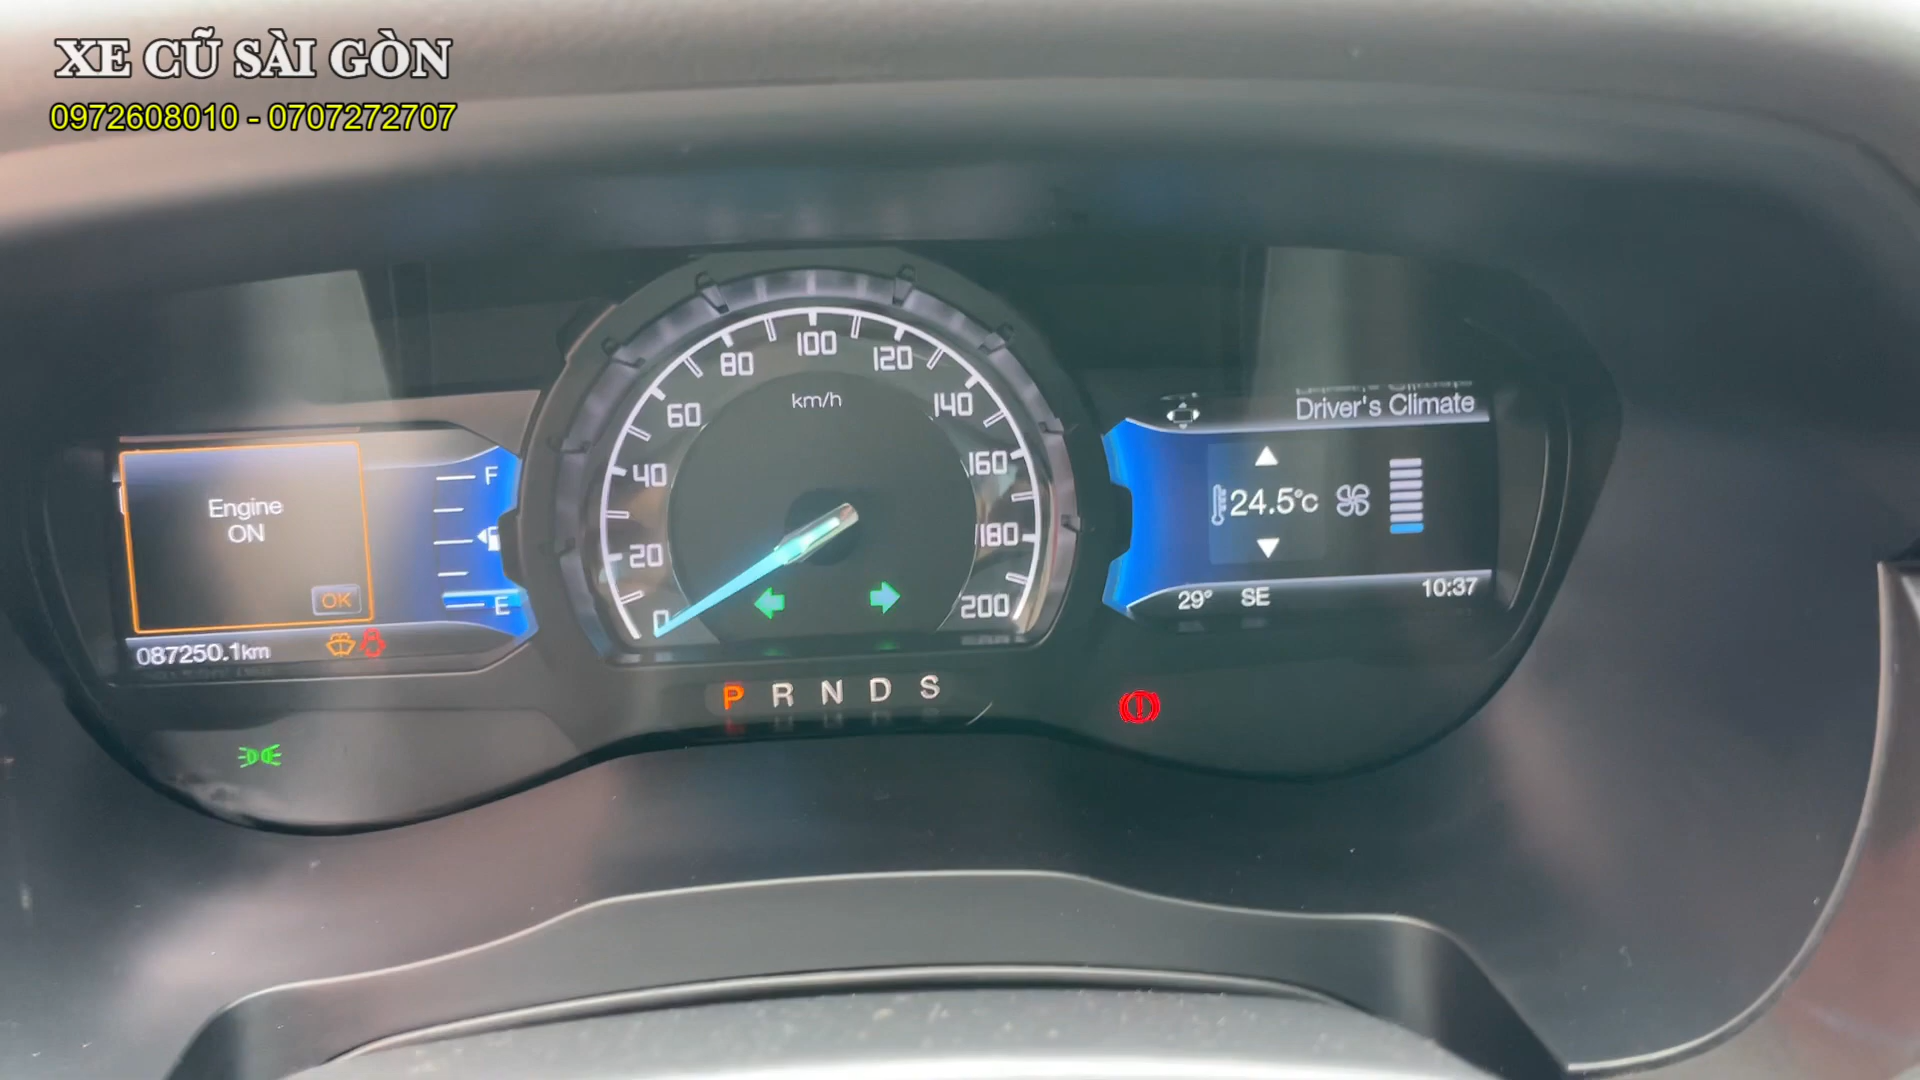 XE CŨ SÀI GÒN
0972608010 - 0707272707
Engine
ON
OK
087250.1km
F
E
0
20
40
60
80
100
120
140
160
180
200
km/h
P R N D S
Driver's Climate
24.5°c
29° SE
10:37